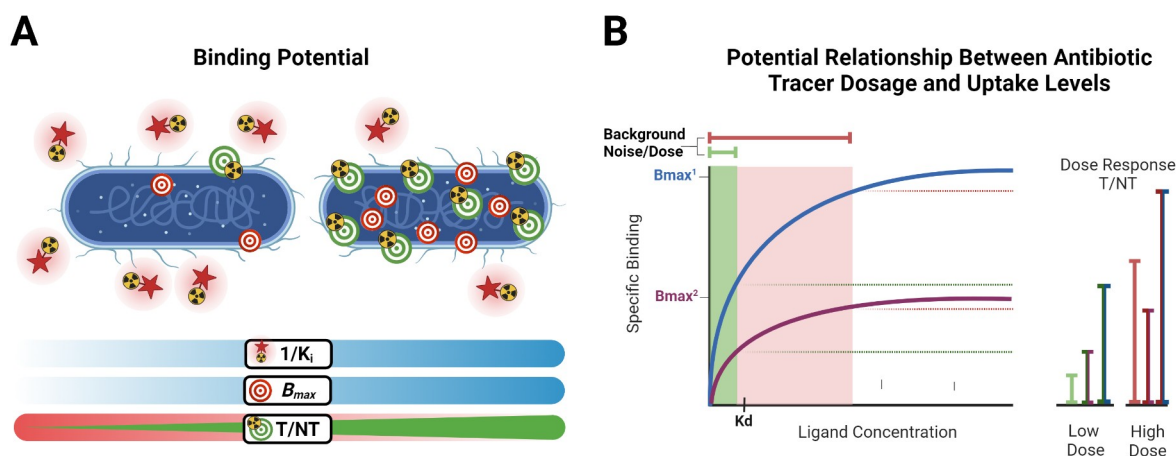 A
Binding Potential
1/Ki
Bmax
T/NT
B
Potential Relationship Between Antibiotic
Tracer Dosage and Uptake Levels
Background
Noise/Dose
Bmax¹
Bmax²
Specific Binding
Kd
Ligand Concentration
Dose Response
T/NT
Low
Dose
High
Dose